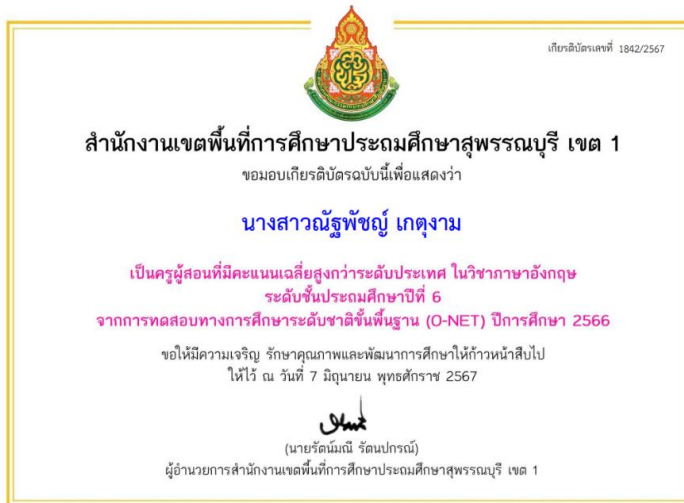 เกียรติบัตรเลขที่ 1842/2567
สำนักงานเขตพื้นที่การศึกษาประถมศึกษาสุพรรณบุรี เขต 1
ขอมอบเกียรติบัตรฉบับนี้เพื่อแสดงว่า
นางสาวณัฐพัชญ์ เกตุงาม
เป็นครูผู้สอนที่มีคะแนนเฉลี่ยสูงกว่าระดับประเทศ ในวิชาภาษาอังกฤษ
ระดับชั้นประถมศึกษาปีที่ 6
จากการทดสอบทางการศึกษาระดับชาติขั้นพื้นฐาน (O-NET) ปีการศึกษา 2566
ขอให้มีความเจริญ รักษาคุณภาพและพัฒนาการศึกษาให้ก้าวหน้าสืบไป
ให้ไว้ ณ วันที่ 7 มิถุนายน พุทธศักราช 2567
(นายรัตน์มณี รัตนปกรณ์)
ผู้อำนวยการสำนักงานเขตพื้นที่การศึกษาประถมศึกษาสุพรรณบุรี เขต 1